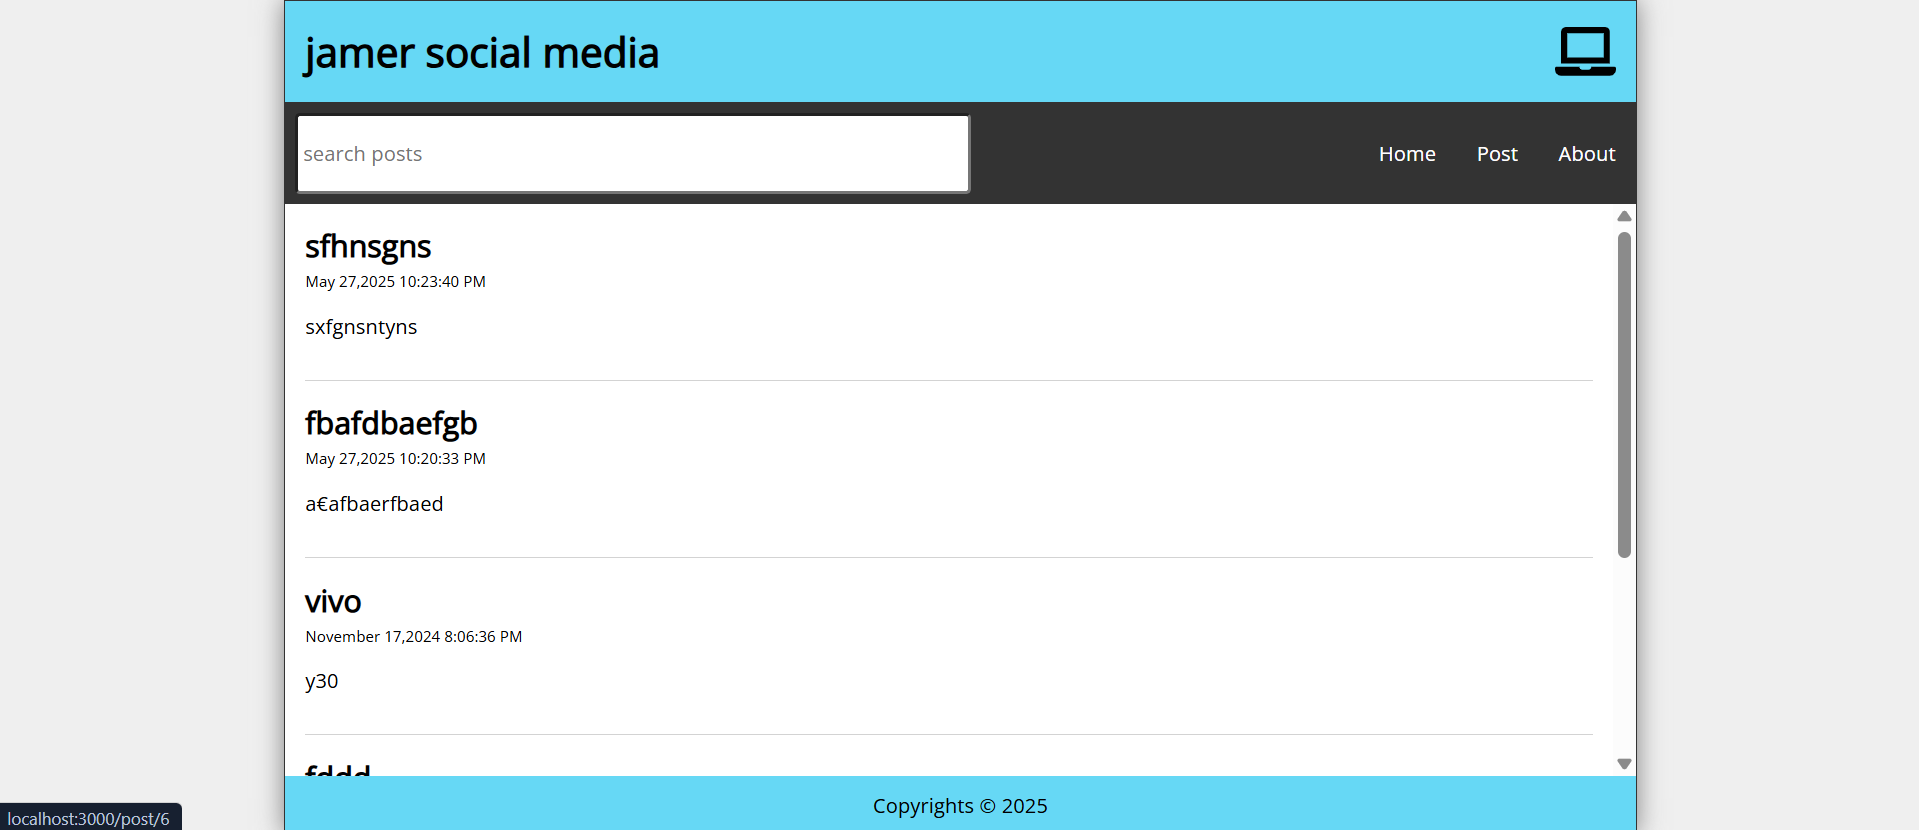 jamer social media
search posts
Home Post About
sfhnsgns
May 27,2025 10:23:40 PM
sxfgnsntyns
fbafdbaefgb
May 27,2025 10:20:33 PM
a€afbaerfbaed
vivo
November 17,2024 8:06:36 PM
y30
fddd
Copyrights © 2025
localhost:3000/post/6